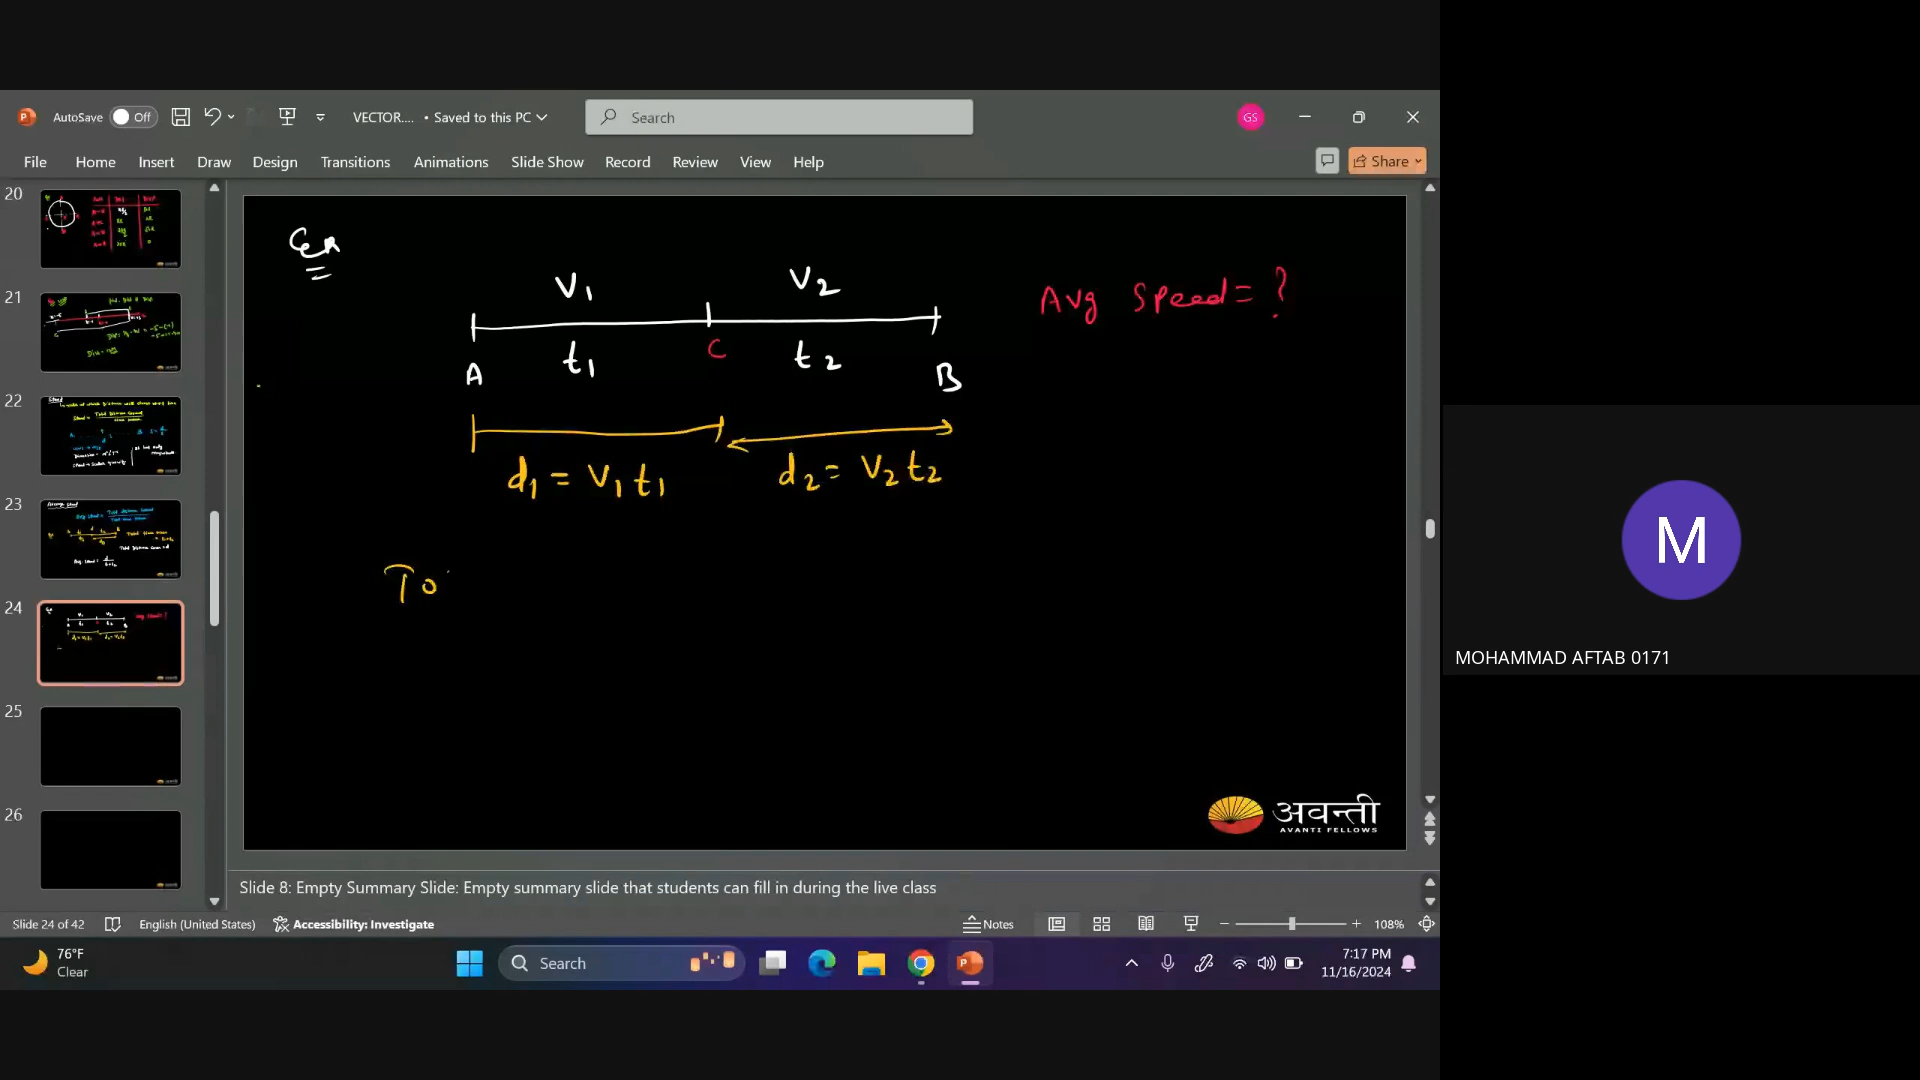 AutoSave Off VECTOR.... • Saved to this PC Search GS
File Home Insert Draw Design Transitions Animations Slide Show Record Review View Help Share
20
21
22
23
24
25
26
Ex
V1 V2
Avg Speed = ?
t1 C t2
A B
d1 = V1 t1 d2 = V2 t2
To
अवन्ती
AVANTI FELLOWS
M
MOHAMMAD AFTAB 0171
Slide 8: Empty Summary Slide: Empty summary slide that students can fill in during the live class
Slide 24 of 42 English (United States) Accessibility: Investigate Notes 108%
76°F
Clear
Search
7:17 PM
11/16/2024